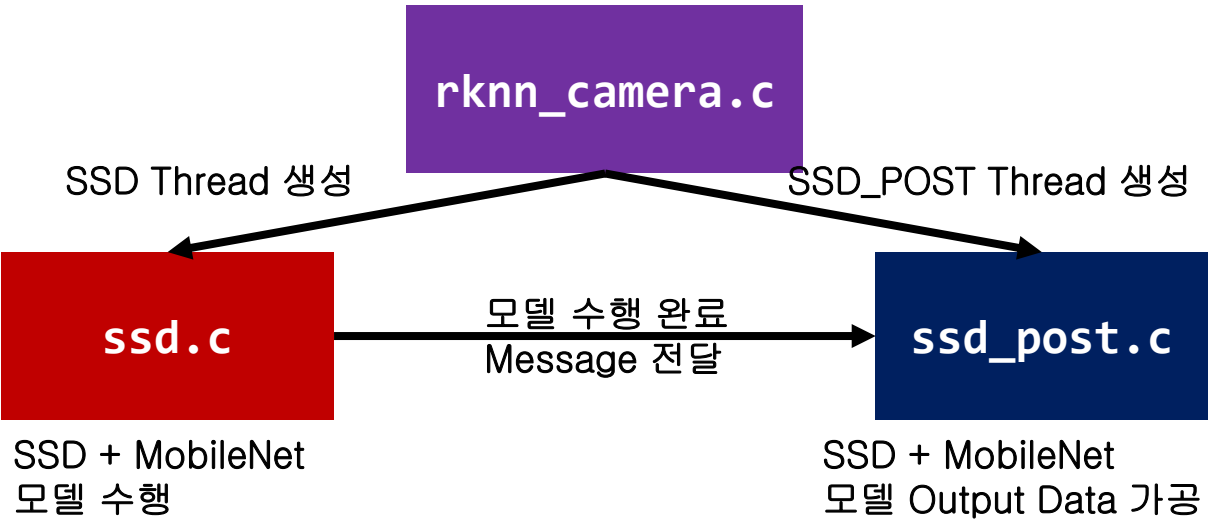 rknn_camera.c
SSD Thread 생성
SSD_POST Thread 생성
ssd.c
모델 수행 완료
Message 전달
ssd_post.c
SSD + MobileNet
모델 수행
SSD + MobileNet
모델 Output Data 가공